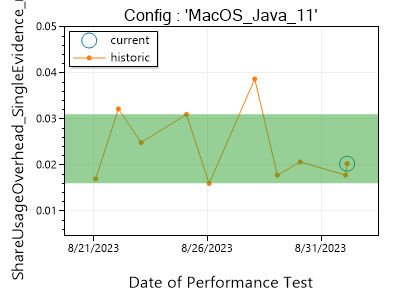 Config : 'MacOS_Java_11'
ShareUsageOverhead_SingleEvidence_
0.05
0.04
0.03
0.02
0.01
current
historic
8/21/2023
8/26/2023
8/31/2023
Date of Performance Test